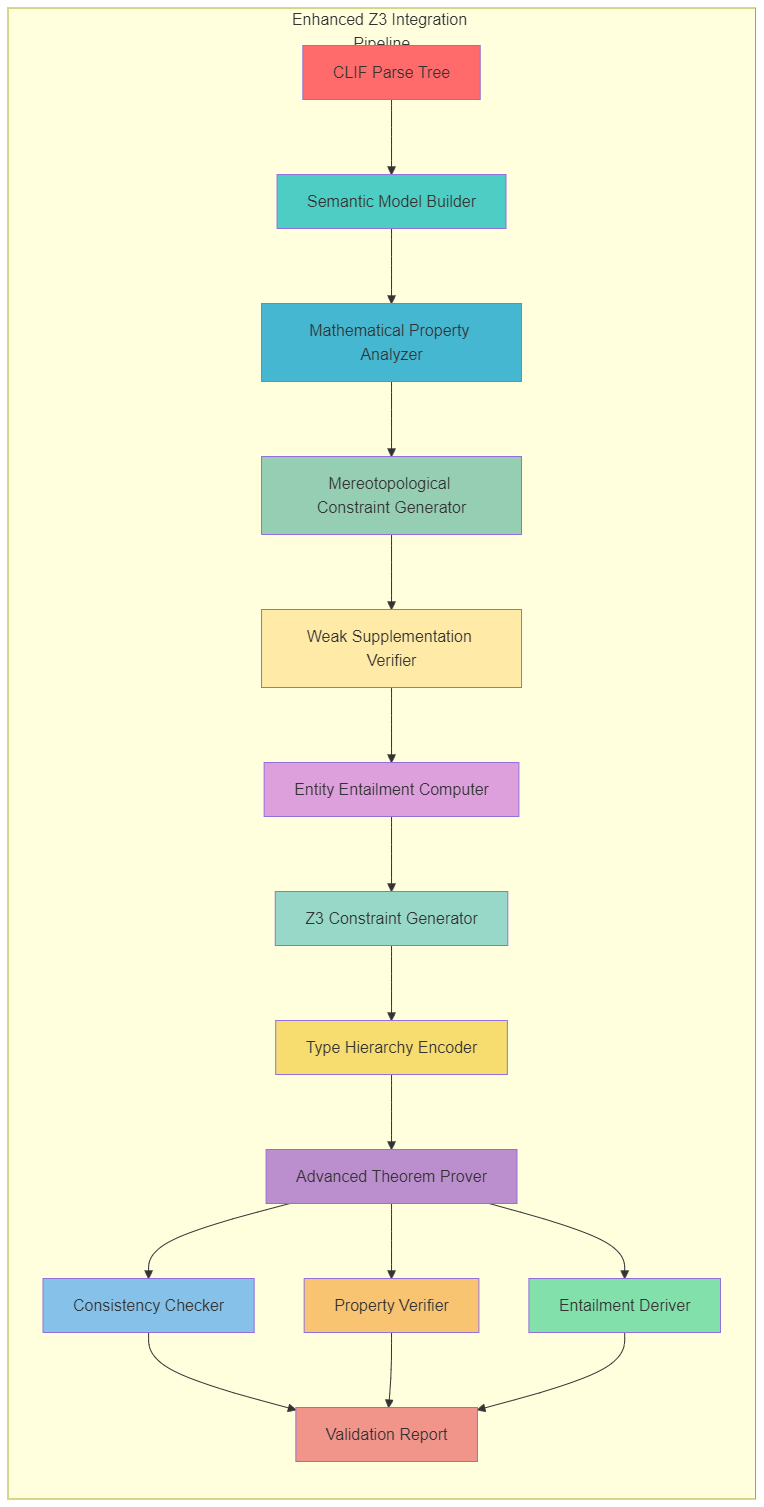 Enhanced Z3 Integration
Pipeline
CLIF Parse Tree
Semantic Model Builder
Mathematical Property
Analyzer
Mereotopological
Constraint Generator
Weak Supplementation
Verifier
Entity Entailment Computer
Z3 Constraint Generator
Type Hierarchy Encoder
Advanced Theorem Prover
Consistency Checker
Property Verifier
Entailment Deriver
Validation Report